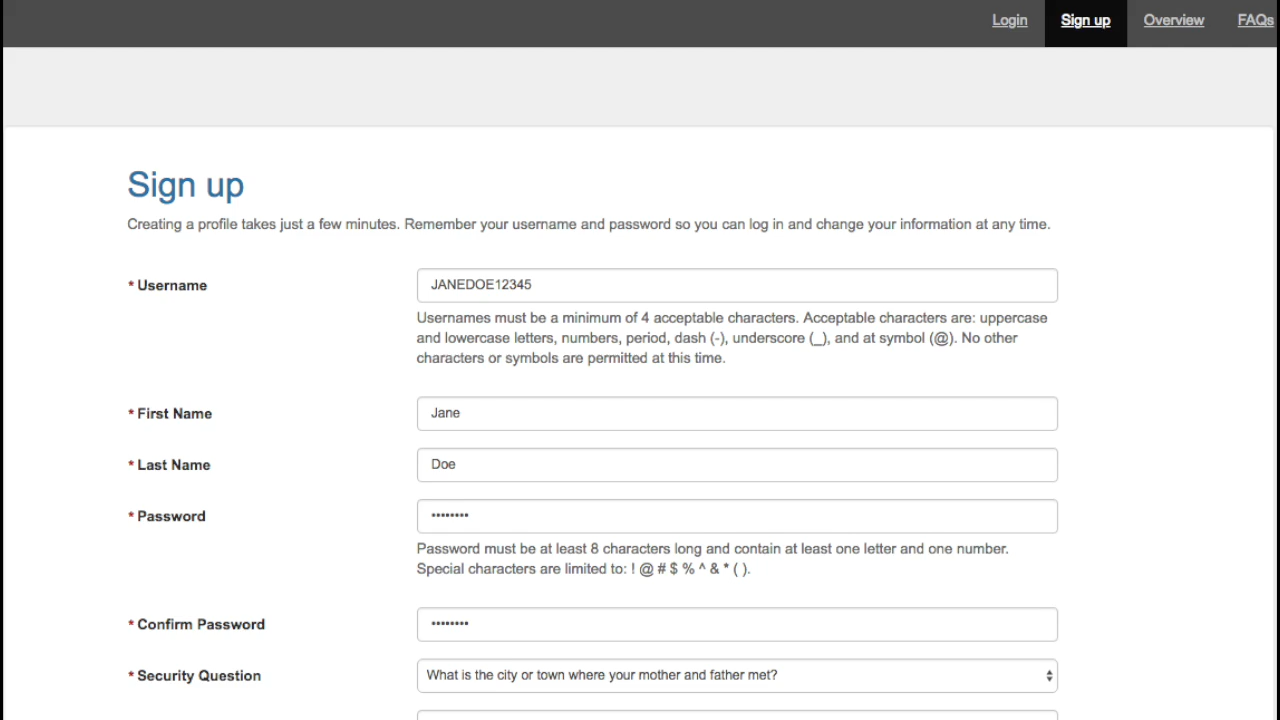 Login Sign up Overview FAQs
Sign up
Creating a profile takes just a few minutes. Remember your username and password so you can log in and change your information at any time.
* Username JANEDOE12345
Usernames must be a minimum of 4 acceptable characters. Acceptable characters are: uppercase
and lowercase letters, numbers, period, dash (-), underscore (_), and at symbol (@). No other
characters or symbols are permitted at this time.
* First Name Jane
* Last Name Doe
* Password ••••••••
Password must be at least 8 characters long and contain at least one letter and one number.
Special characters are limited to: ! @ # $ % ^ & * ( ).
* Confirm Password ••••••••
* Security Question What is the city or town where your mother and father met?